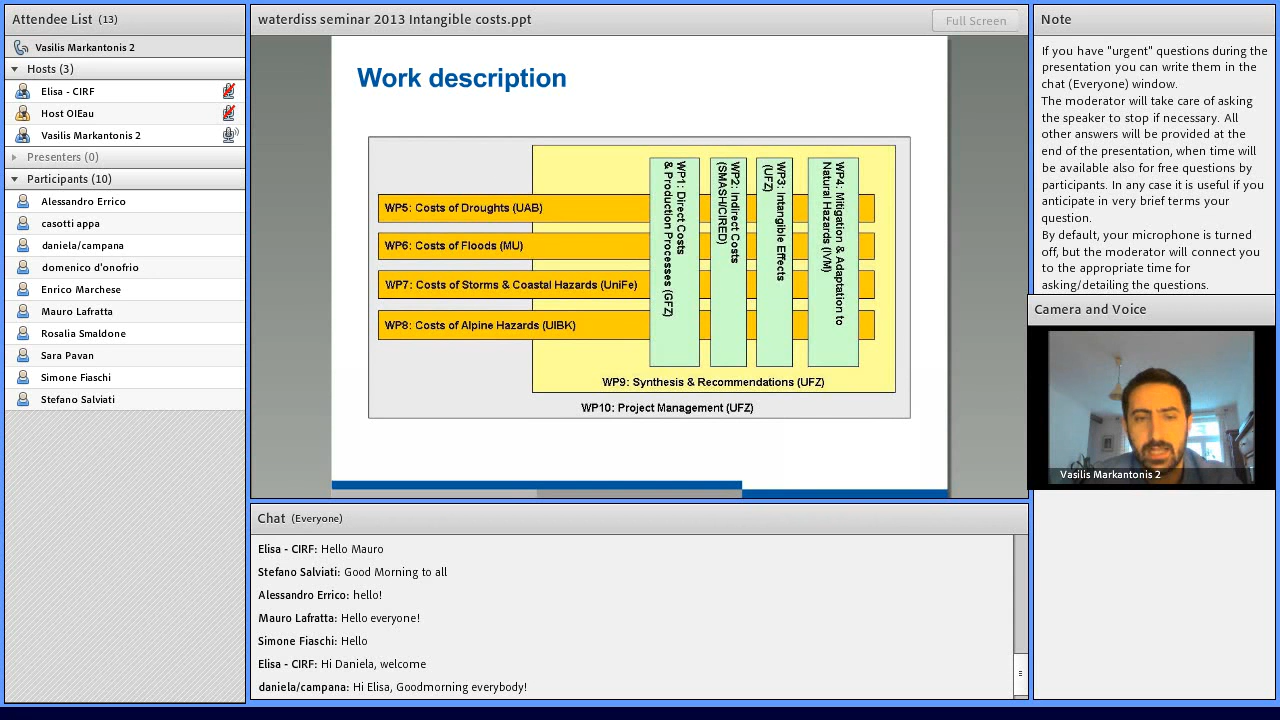 Attendee List (13)
Vasilis Markantonis 2
Hosts (3)
Elisa - CIRF
Host OIEau
Vasilis Markantonis 2
Presenters (0)
Participants (10)
Alessandro Errico
casotti appa
daniela/campana
domenico d'onofrio
Enrico Marchese
Mauro Lafratta
Rosalia Smaldone
Sara Pavan
Simone Fiaschi
Stefano Salviati
waterdiss seminar 2013 Intangible costs.ppt
Full Screen
Work description
WP5: Costs of Droughts (UAB)
WP6: Costs of Floods (MU)
WP7: Costs of Storms & Coastal Hazards (UniFe)
WP8: Costs of Alpine Hazards (UIBK)
WP1: Direct Costs
& Production Processes (GFZ)
WP2: Indirect Costs
(SMASH/CIRED)
WP3: Intangible Effects
(UFZ)
WP4: Mitigation & Adaptation to
Natural Hazards (IVM)
WP9: Synthesis & Recommendations (UFZ)
WP10: Project Management (UFZ)
Chat (Everyone)
Elisa - CIRF: Hello Mauro
Stefano Salviati: Good Morning to all
Alessandro Errico: hello!
Mauro Lafratta: Hello everyone!
Simone Fiaschi: Hello
Elisa - CIRF: Hi Daniela, welcome
daniela/campana: Hi Elisa, Goodmorning everybody!
Note
If you have "urgent" questions during the
presentation you can write them in the
chat (Everyone) window.
The moderator will take care of asking
the speaker to stop if necessary. All
other answers will be provided at the
end of the presentation, when time will
be available also for free questions by
participants. In any case it is useful if you
anticipate in very brief terms your
question.
By default, your microphone is turned
off, but the moderator will connect you
to the appropriate time for
asking/detailing the questions.
Camera and Voice
Vasilis Markantonis 2